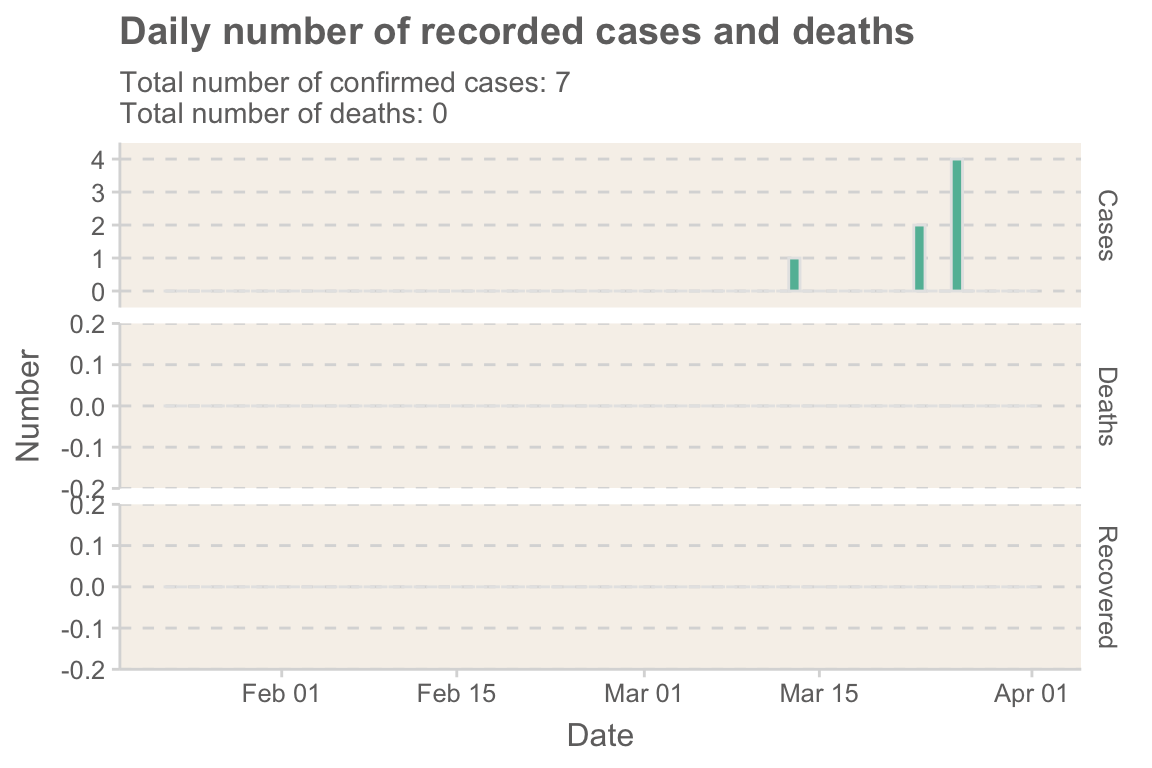 Daily number of recorded cases and deaths
Total number of confirmed cases: 7
Total number of deaths: 0
4
3
2
1
0
Cases
0.2
0.1
0.0
-0.1
-0.2
Deaths
Number
0.2
0.1
0.0
-0.1
-0.2
Recovered
Feb 01
Feb 15
Mar 01
Mar 15
Apr 01
Date